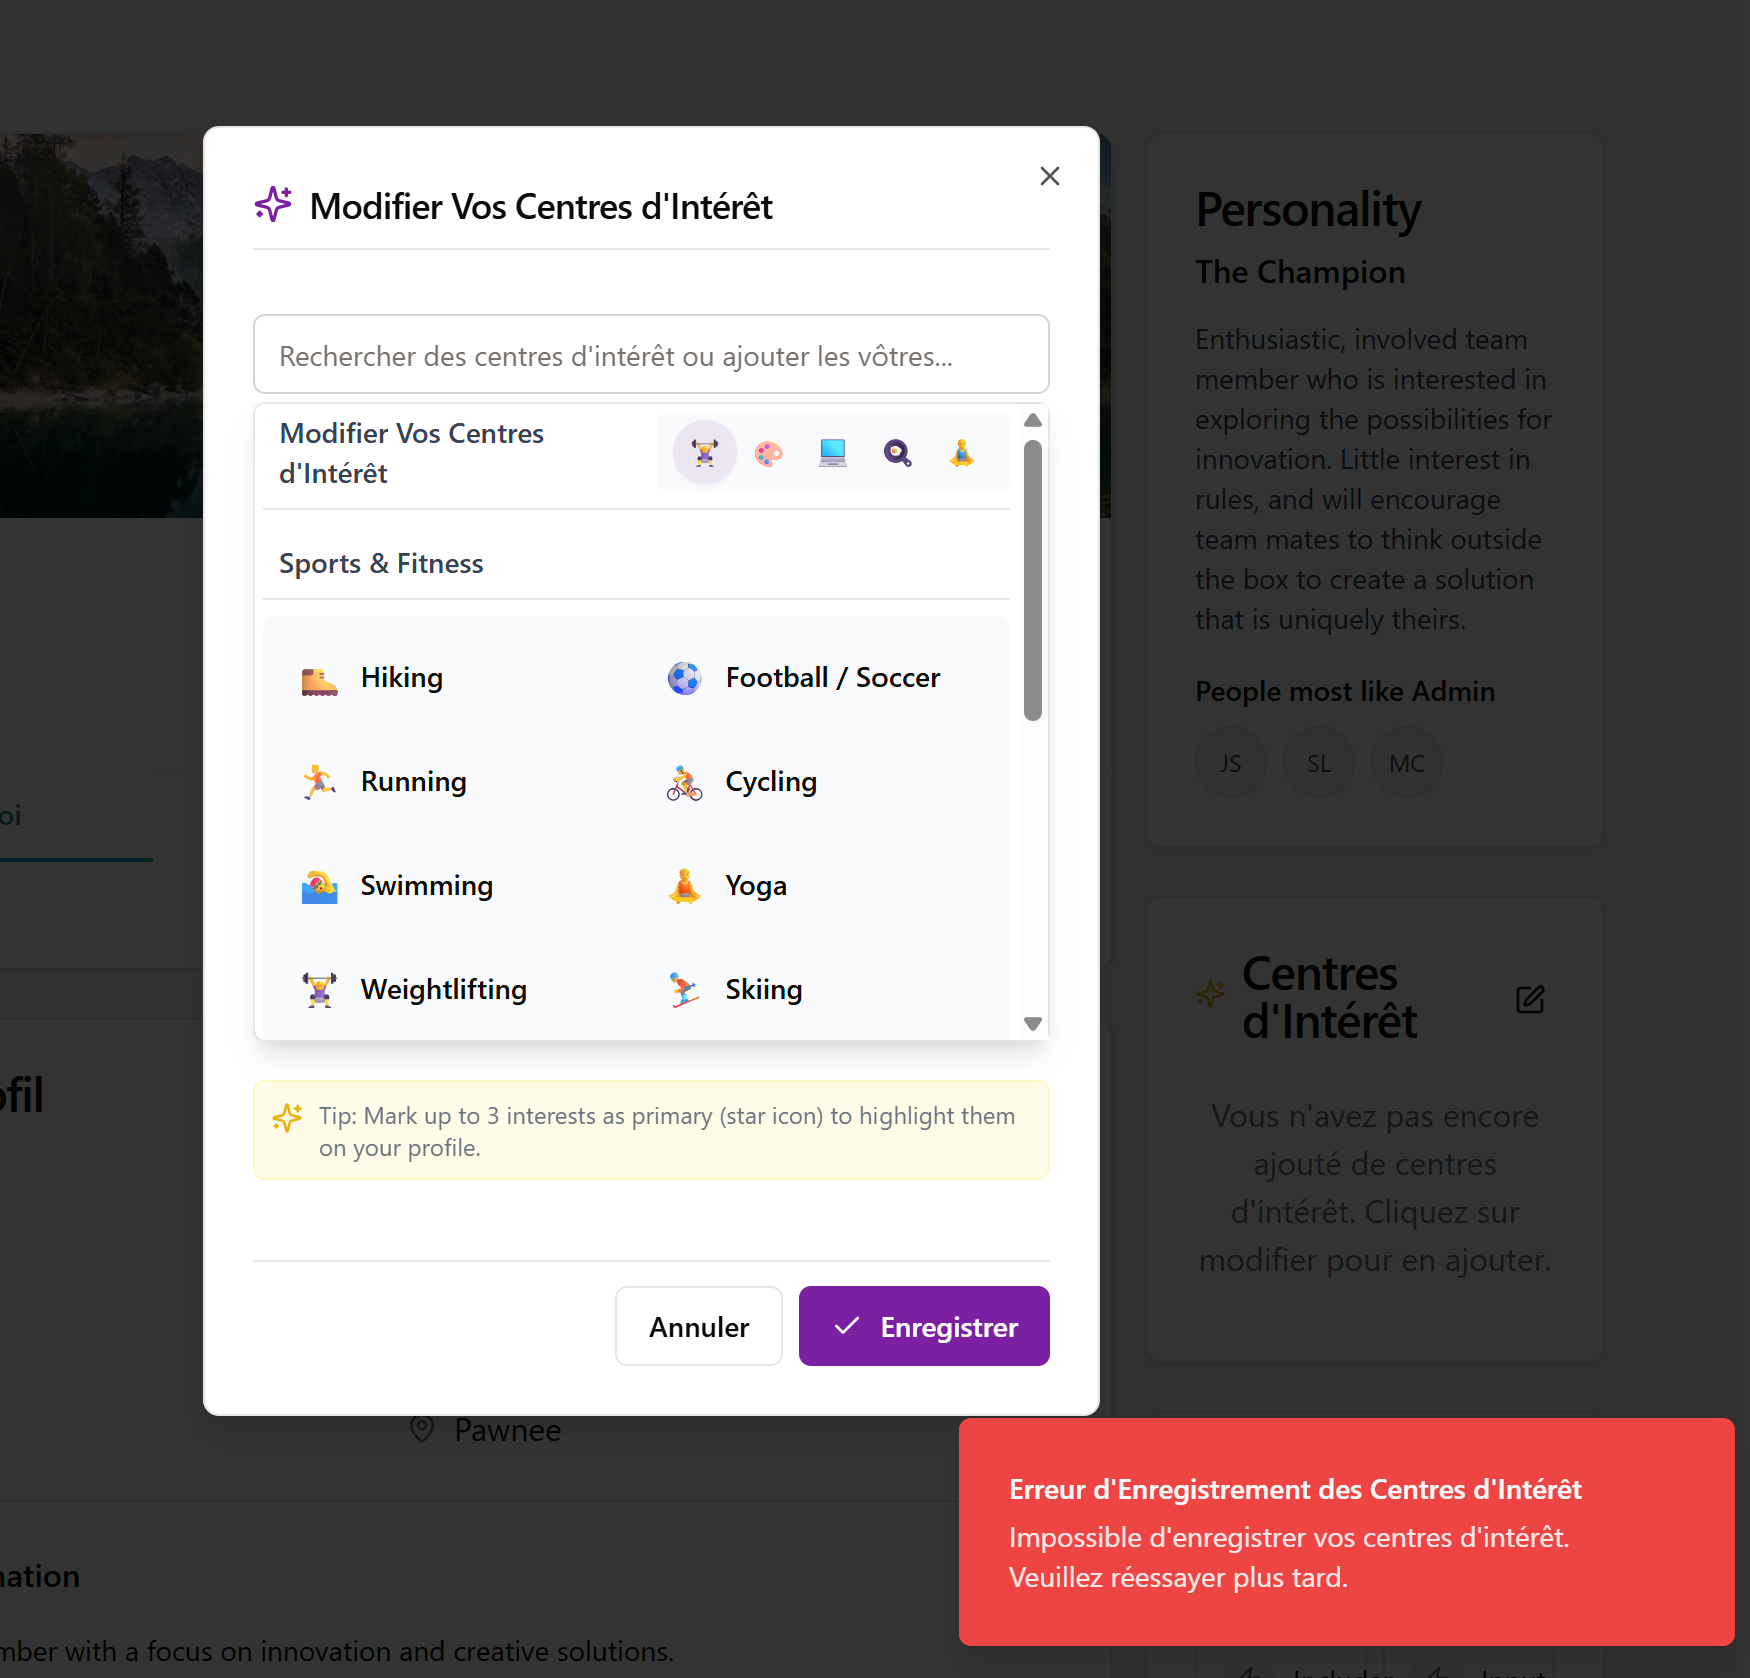 Modifier Vos Centres d'Intérêt
Rechercher des centres d'intérêt ou ajouter les vôtres...
Modifier Vos Centres
d'Intérêt
Sports & Fitness
Hiking
Football / Soccer
Running
Cycling
Swimming
Yoga
Weightlifting
Skiing
Tip: Mark up to 3 interests as primary (star icon) to highlight them
on your profile.
Annuler
Enregistrer
Personality
The Champion
Enthusiastic, involved team
member who is interested in
exploring the possibilities for
innovation. Little interest in
rules, and will encourage
team mates to think outside
the box to create a solution
that is uniquely theirs.
People most like Admin
JS
SL
MC
Centres
d'Intérêt
Vous n'avez pas encore
ajouté de centres
d'intérêt. Cliquez sur
modifier pour en ajouter.
oi
ofil
Pawnee
nation
mber with a focus on innovation and creative solutions.
Erreur d'Enregistrement des Centres d'Intérêt
Impossible d'enregistrer vos centres d'intérêt.
Veuillez réessayer plus tard.
Includer
Input